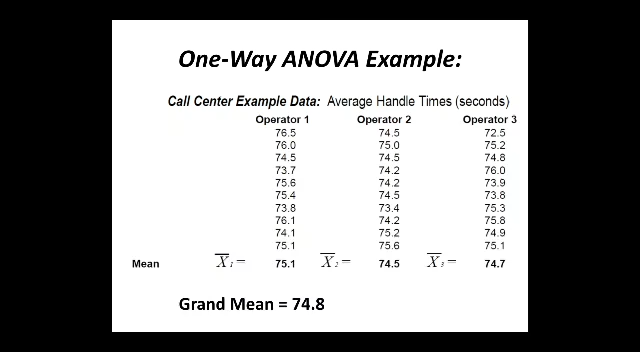 One-Way ANOVA Example:
Call Center Example Data: Average Handle Times (seconds)
Operator 1 Operator 2 Operator 3
76.5 74.5 72.5
76.0 75.0 75.2
74.5 74.5 74.8
73.7 74.2 76.0
75.6 74.2 73.9
75.4 74.5 73.8
73.8 73.4 75.3
76.1 74.2 75.8
74.1 75.2 74.9
75.1 75.6 75.1
Mean X̅₁ = 75.1 X̅₂ = 74.5 X̅₃ = 74.7
Grand Mean = 74.8